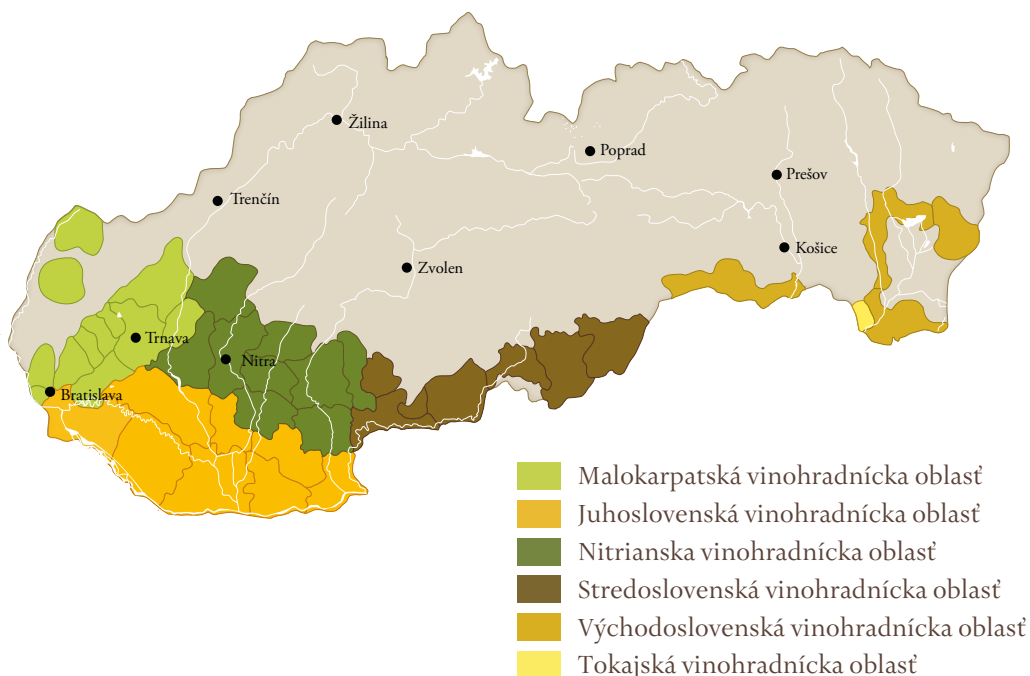 Žilina
Poprad
Prešov
Trenčín
Košice
Zvolen
Trnava
Nitra
Bratislava
Malokarpatská vinohradnícka oblasť
Juhoslovenská vinohradnícka oblasť
Nitrianska vinohradnícka oblasť
Stredoslovenská vinohradnícka oblasť
Východoslovenská vinohradnícka oblasť
Tokajská vinohradnícka oblasť